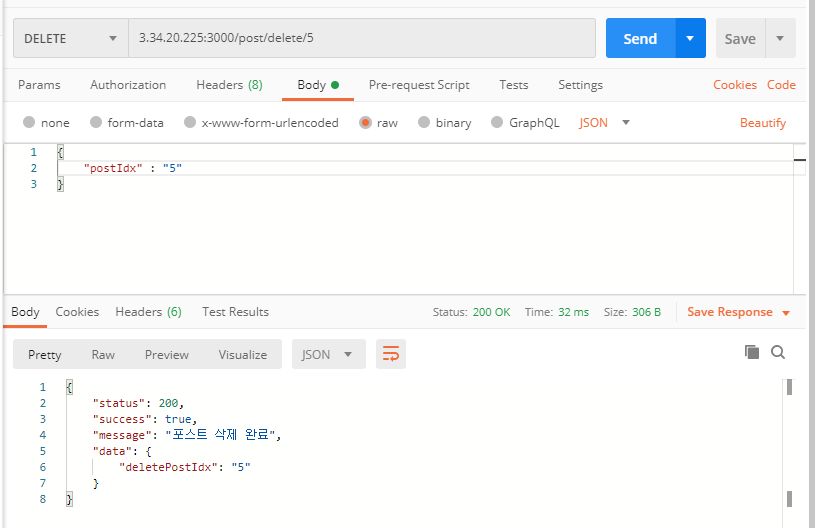 DELETE 3.34.20.225:3000/post/delete/5 Send Save
Params Authorization Headers (8) Body Pre-request Script Tests Settings Cookies Code
none form-data x-www-form-urlencoded raw binary GraphQL JSON Beautify
1 {
2 "postIdx" : "5"
3 }
Body Cookies Headers (6) Test Results Status: 200 OK Time: 32 ms Size: 306 B Save Response
Pretty Raw Preview Visualize JSON
1 {
2 "status": 200,
3 "success": true,
4 "message": "포스트 삭제 완료",
5 "data": {
6 "deletePostIdx": "5"
7 }
8 }